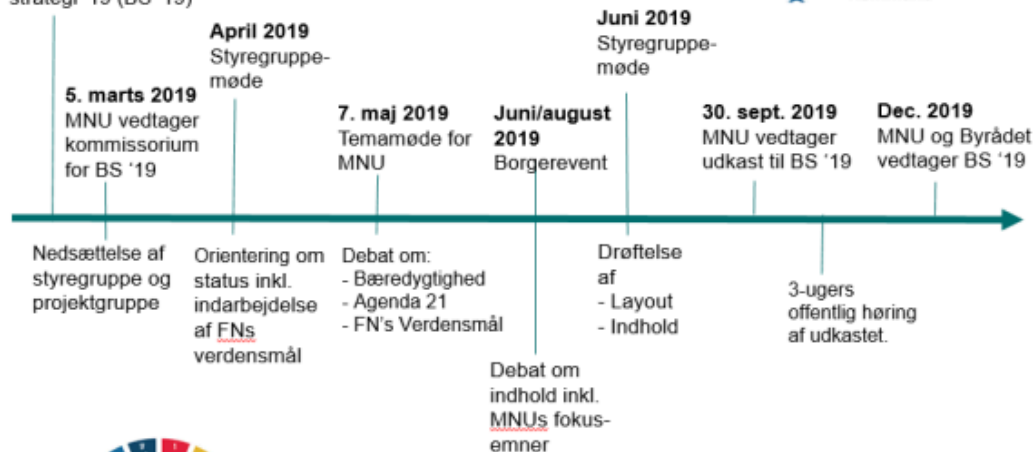 strategi '19 (BS '19)
5. marts 2019
MNU vedtager
kommissorium
for BS '19
April 2019
Styregruppe-
møde
7. maj 2019
Temamøde for
MNU
Juni/august
2019
Borgerevent
Juni 2019
Styregruppe-
møde
30. sept. 2019
MNU vedtager
udkast til BS '19
Dec. 2019
MNU og Byrådet
vedtager BS '19
Nedsættelse af
styregruppe og
projektgruppe
Orientering om
status inkl.
indarbejdelse
af FNs
verdensmål
Debat om:
- Bæredygtighed
- Agenda 21
- FN's Verdensmål
Debat om
indhold inkl.
MNUs fokus-
emner
Drøftelse
af
- Layout
- Indhold
3-ugers
offentlig høring
af udkastet.